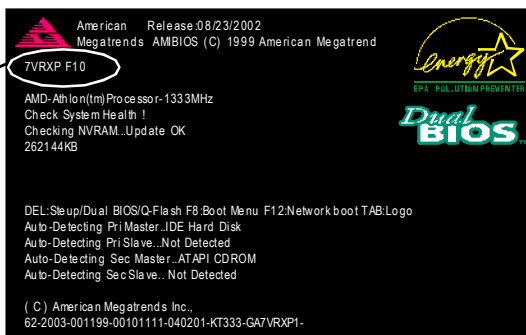 American Release:08/23/2002
Megatrends AMIBIOS (C) 1999 American Megatrend
7VRXP F10
energy
EPA POLLUTION PREVENTER
Dual
BIOS
AMD-Athlon(tm)Processor-1333MHz
Check System Health !
Checking NVRAM...Update OK
262144KB
DEL:Steup/Dual BIOS/Q-Flash F8:Boot Menu F12:Network boot TAB:Logo
Auto-Detecting Pri Master..IDE Hard Disk
Auto-Detecting Pri Slave...Not Detected
Auto-Detecting Sec Master..ATAPI CDROM
Auto-Detecting Sec Slave.. Not Detected
( C) American Megatrends Inc.,
62-2003-001199-00101111-040201-KT333-GA7VRXP1-